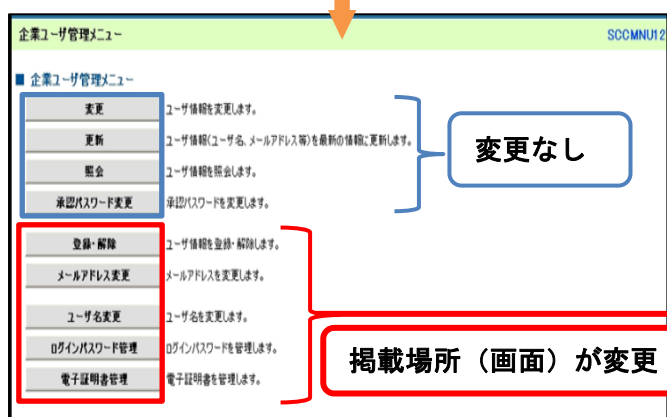 企業ユーザ管理メニュー SCCMNU12
■ 企業ユーザ管理メニュー
変更 ユーザ情報を変更します。
更新 ユーザ情報(ユーザ名、メールアドレス等)を最新の情報に更新します。
照会 ユーザ情報を照会します。
承認パスワード変更 承認パスワードを変更します。
変更なし
登録・解除 ユーザ情報を登録・解除します。
メールアドレス変更 メールアドレスを変更します。
ユーザ名変更 ユーザ名を変更します。
ログインパスワード管理 ログインパスワードを管理します。
電子証明書管理 電子証明書を管理します。
掲載場所（画面）が変更